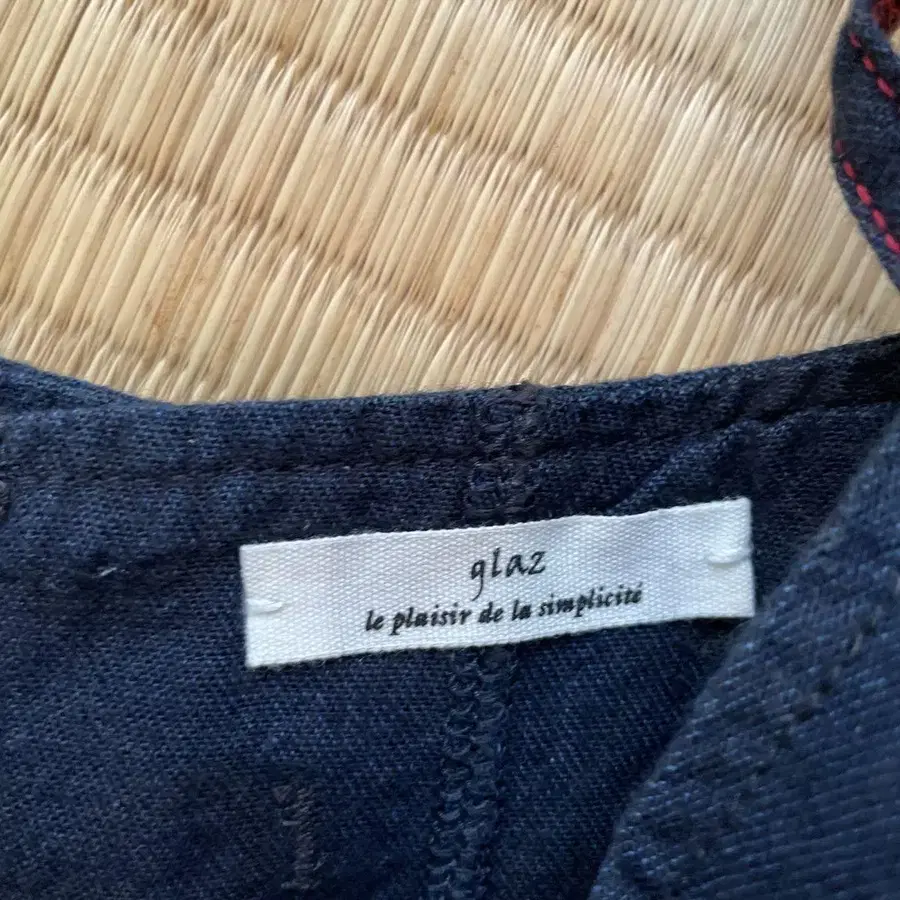 glaz
le plaisir de la simplicité